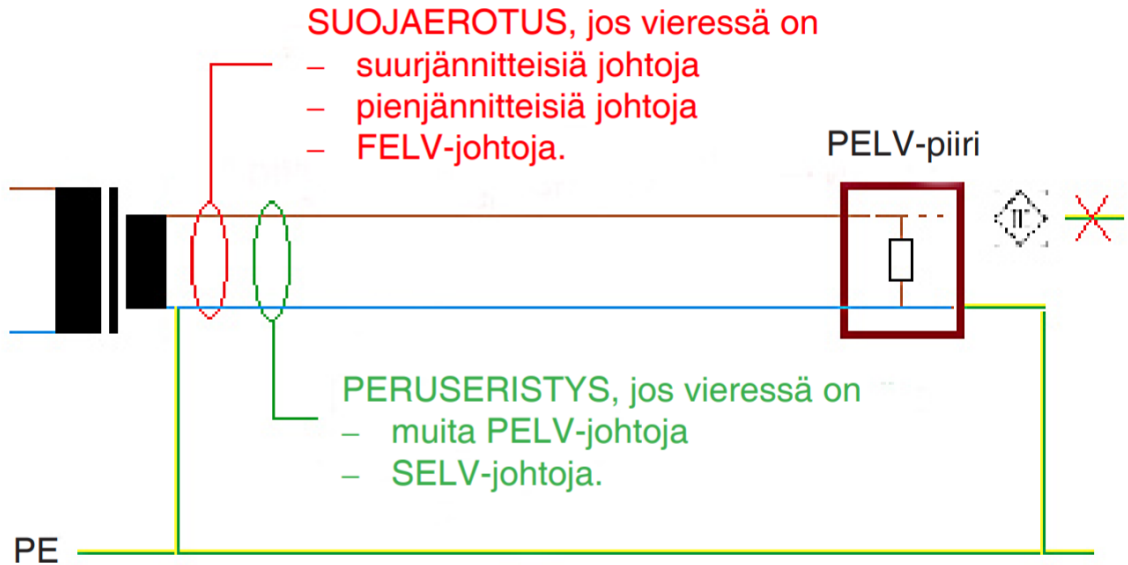 SUOJAEROTUS, jos vieressä on
– suurjännitteisiä johtoja
– pienjännitteisiä johtoja
– FELV-johtoja.
PELV-piiri
PERUSERISTYS, jos vieressä on
– muita PELV-johtoja
– SELV-johtoja.
PE